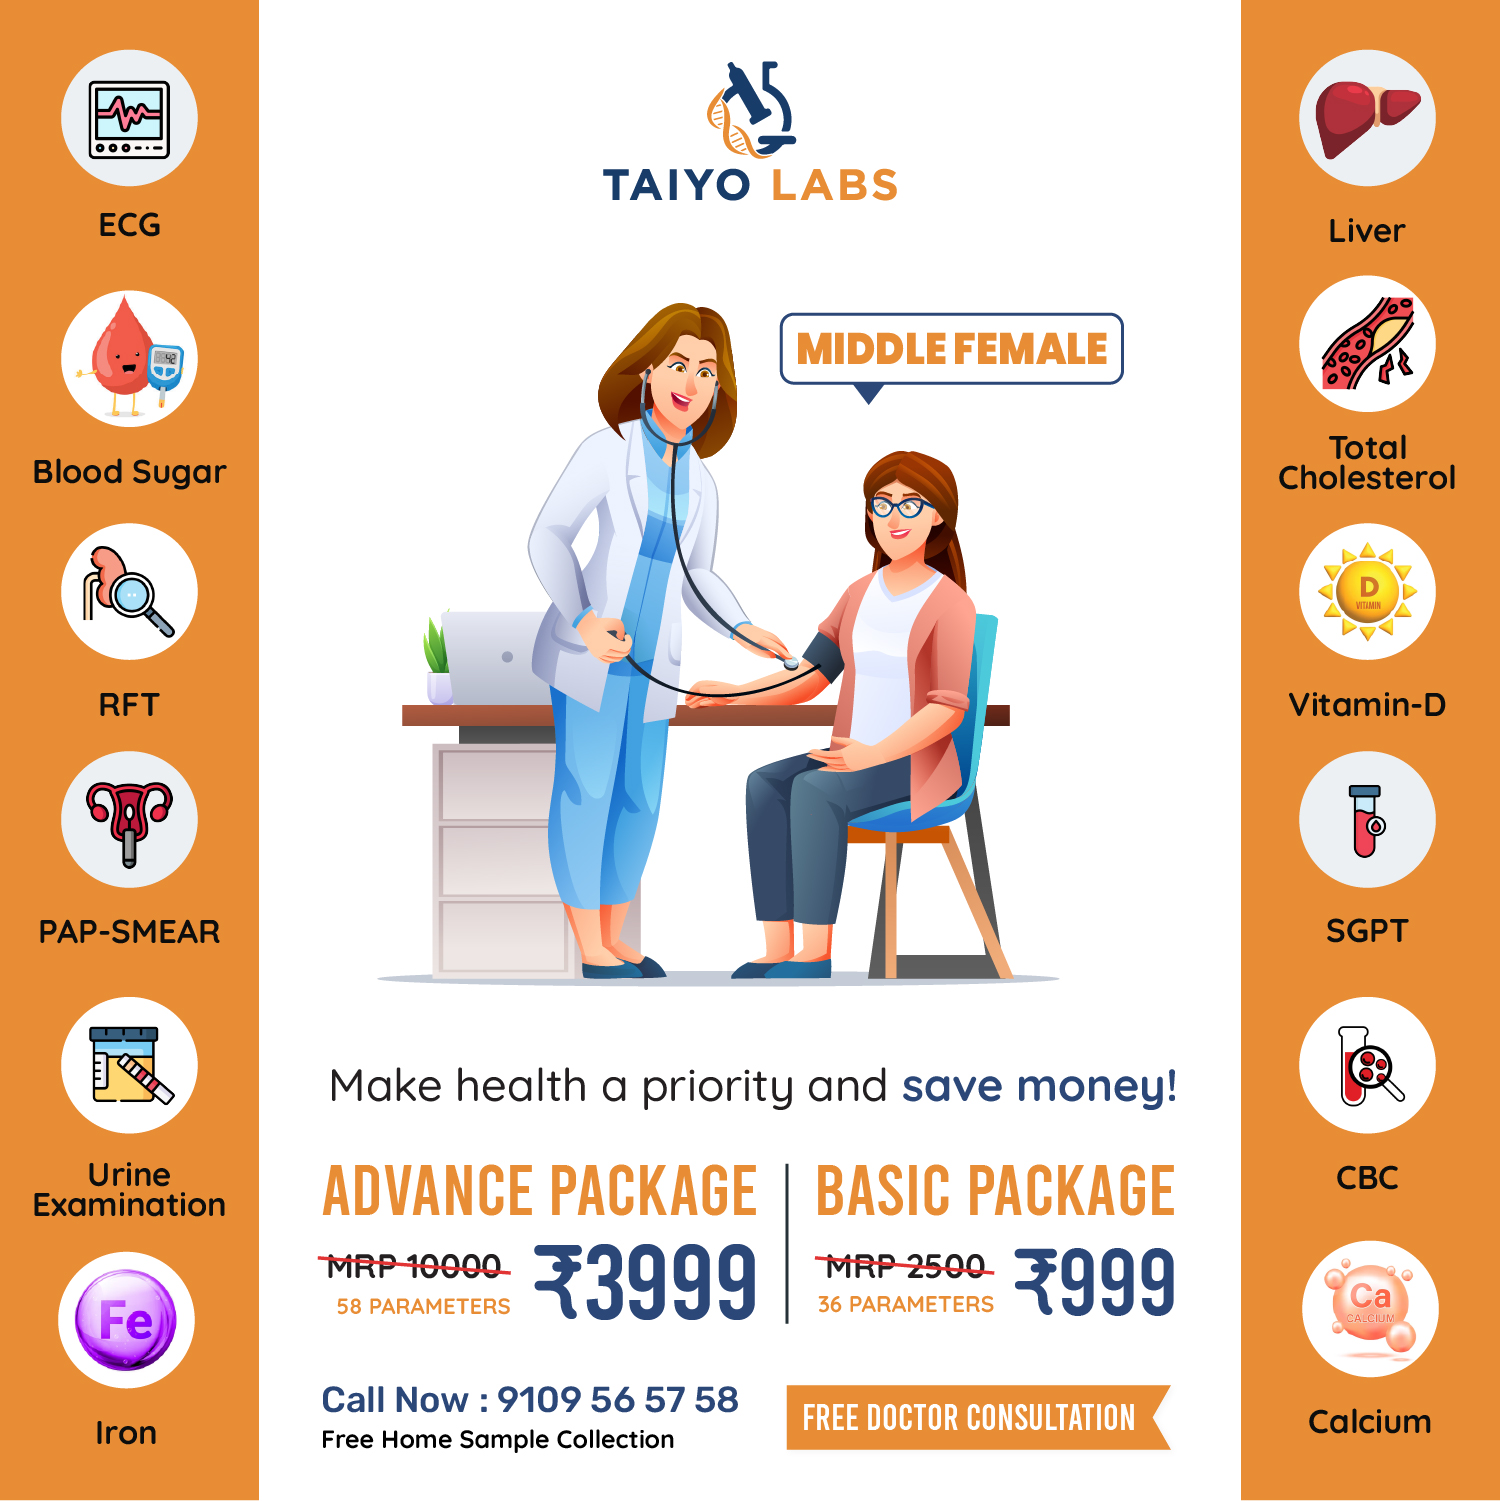 TAIYO LABS
MIDDLE FEMALE
ECG
Blood Sugar
RFT
PAP-SMEAR
Urine
Examination
Fe
Iron
Liver
Total
Cholesterol
D
VITAMIN
Vitamin-D
SGPT
CBC
Ca
CALCIUM
Calcium
Make health a priority and save money!
ADVANCE PACKAGE
MRP 10000
₹3999
58 PARAMETERS
BASIC PACKAGE
MRP 2500
₹999
36 PARAMETERS
Call Now : 9109 56 57 58
Free Home Sample Collection
FREE DOCTOR CONSULTATION